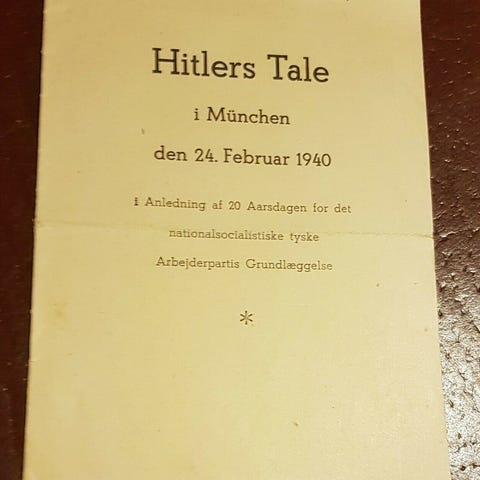 Hitlers Tale
i München
den 24. Februar 1940
i Anledning af 20 Aarsdagen for det
nationalsocialistiske tyske
Arbejderpartis Grundlæggelse
*